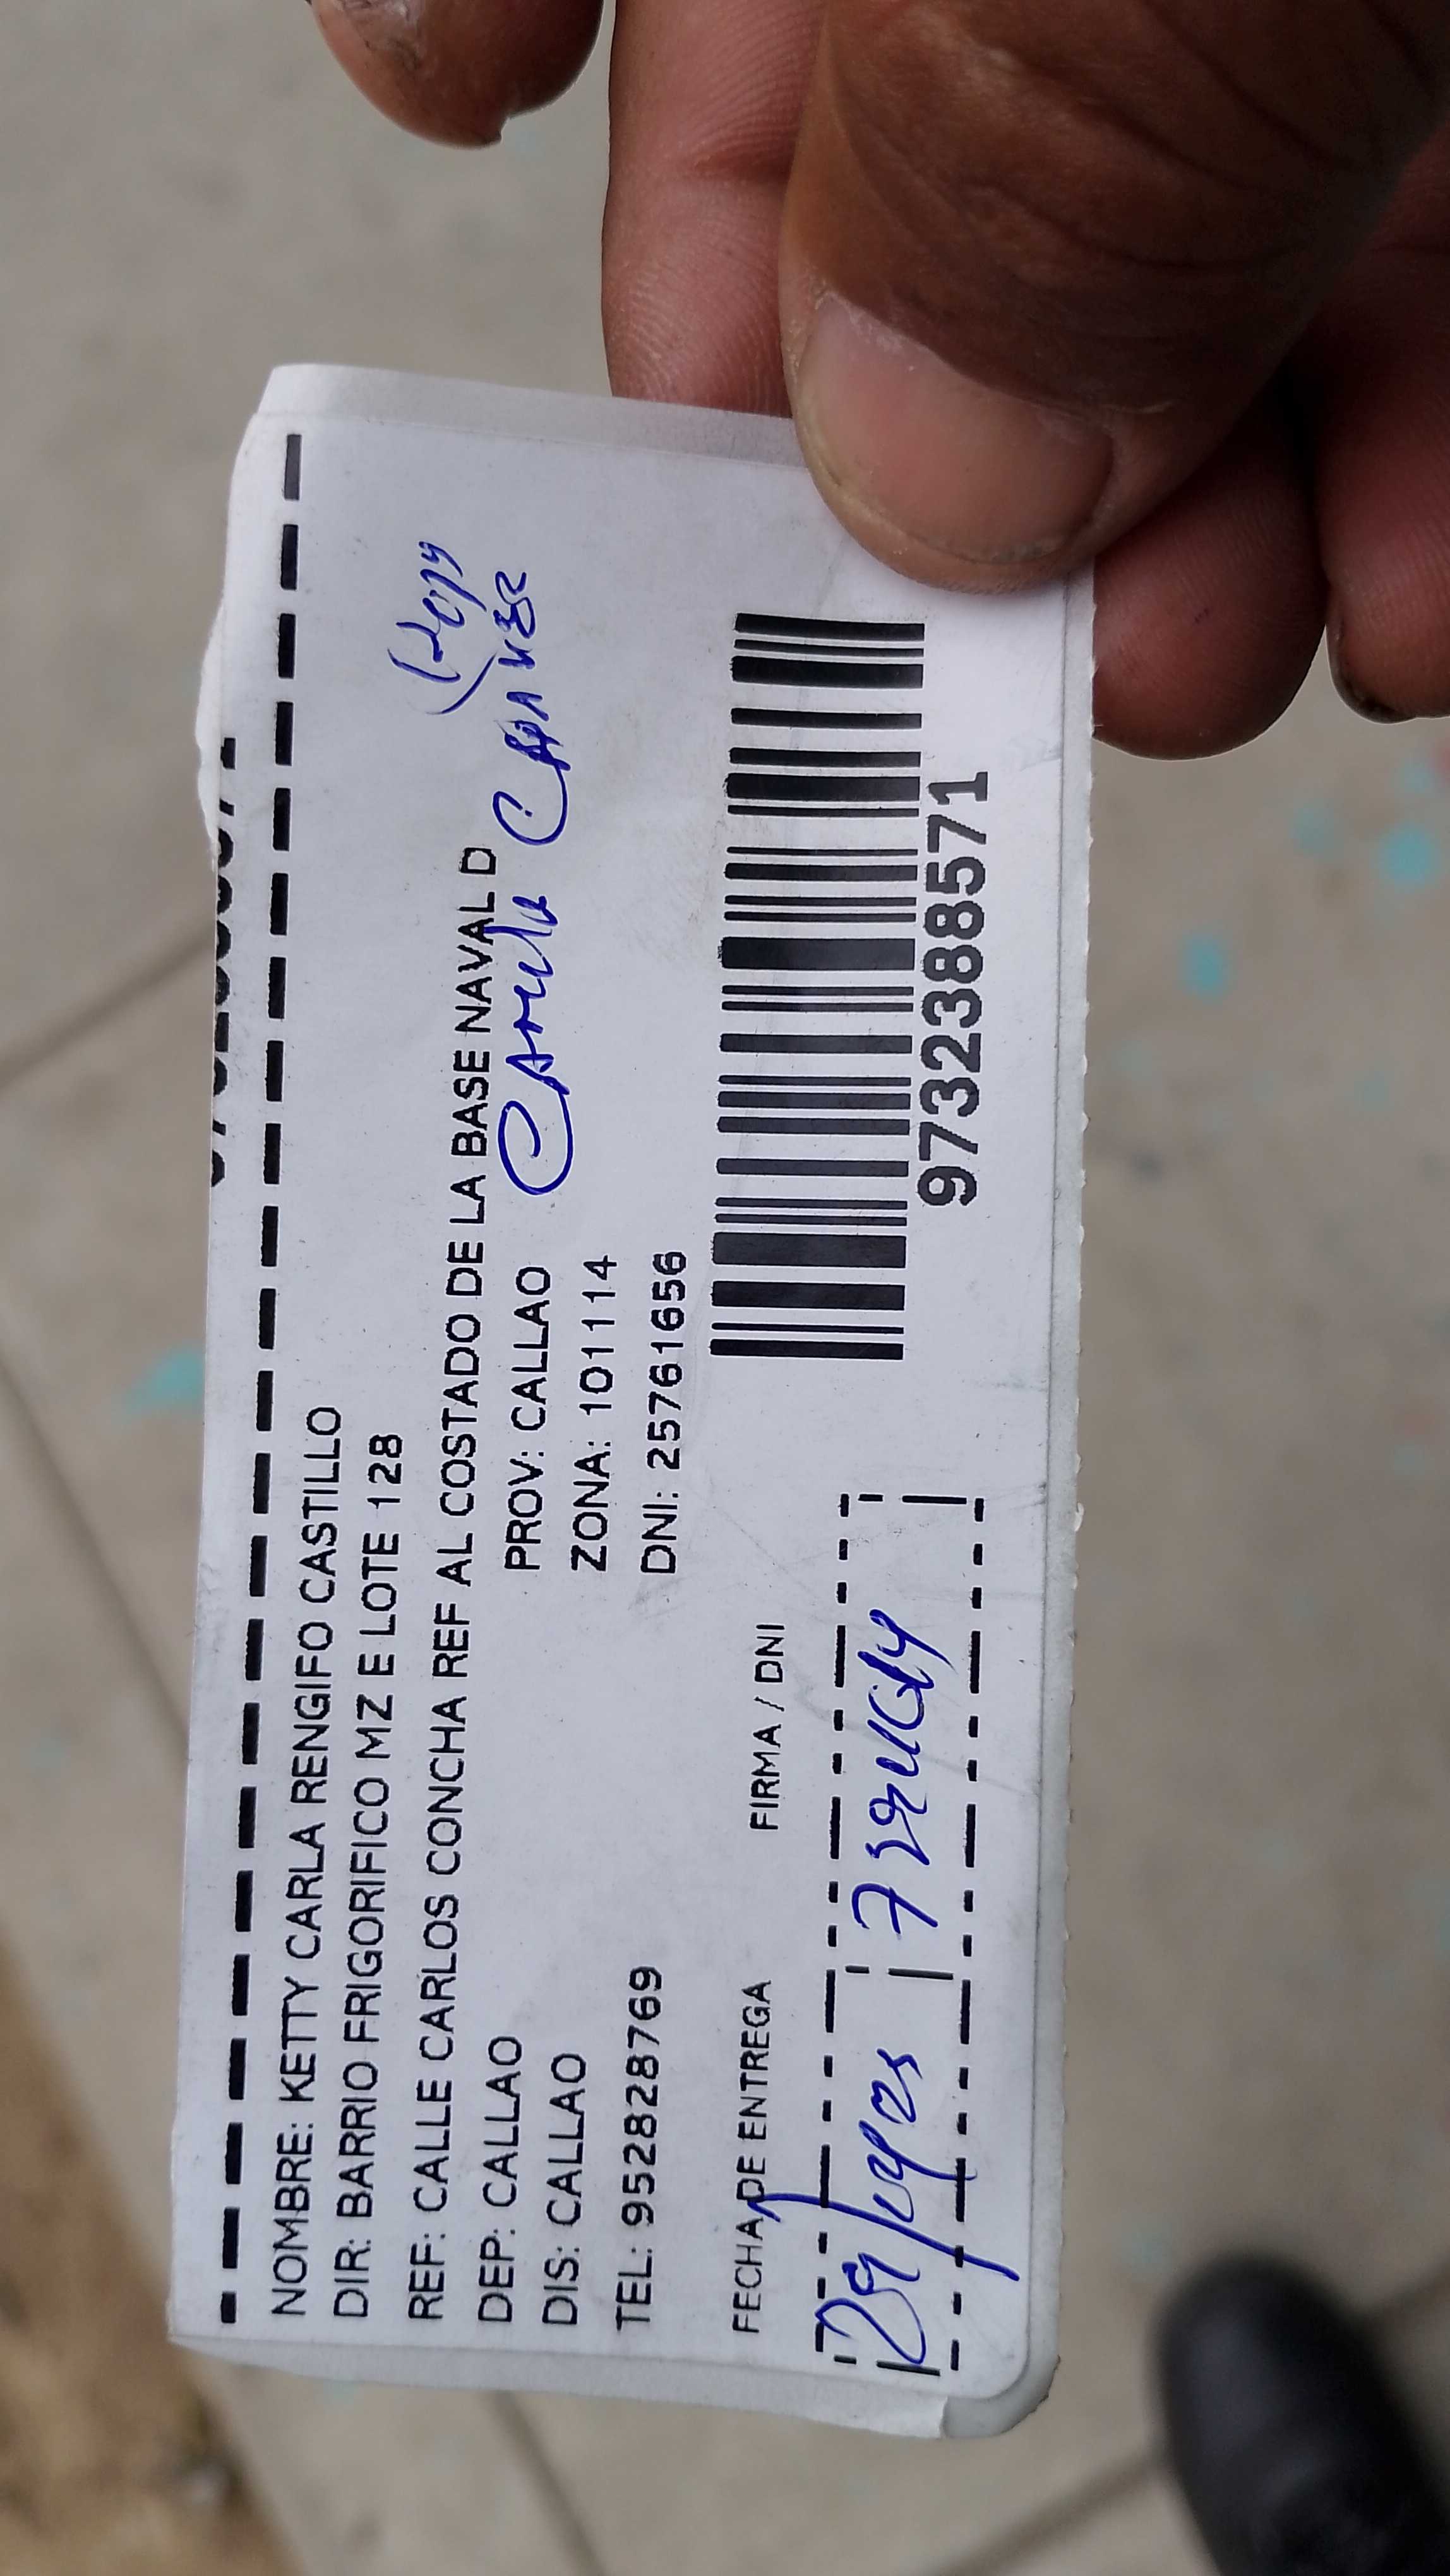 NOMBRE: KETTY CARLA RENGIFO CASTILLO
DIR: BARRIO FRIGORIFICO MZ E LOTE 128
REF: CALLE CARLOS CONCHA REF AL COSTADO DE LA BASE NAVAL D
DEP: CALLAO PROV: CALLAO
DIS: CALLAO ZONA: 101114
TEL: 952828769 DNI: 25761656
FECHA DE ENTREGA FIRMA / DNI
9732388571